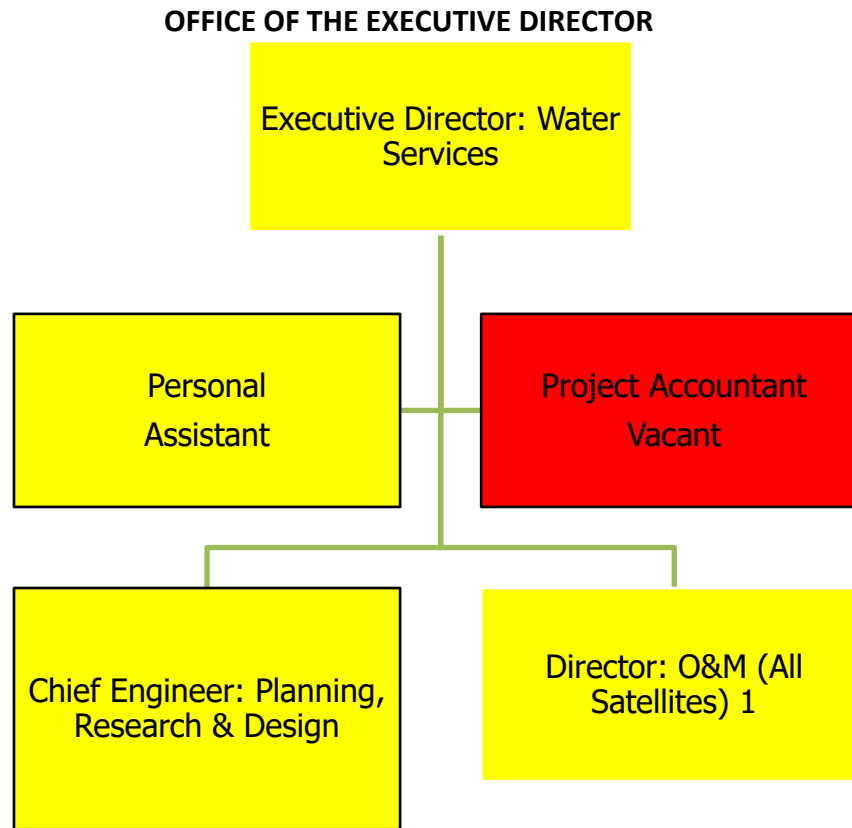 OFFICE OF THE EXECUTIVE DIRECTOR
Executive Director: Water
Services
Personal
Assistant
Project Accountant
Vacant
Chief Engineer: Planning,
Research & Design
Director: O&M (All
Satellites) 1